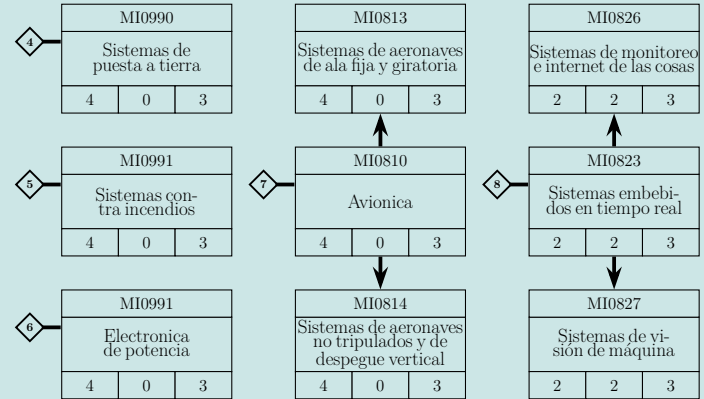 MI0990
4
Sistemas de
puesta a tierra
4 0 3
MI0813
Sistemas de aeronaves
de ala fija y giratoria
4 0 3
MI0826
Sistemas de monitoreo
e internet de las cosas
2 2 3
MI0991
5
Sistemas con-
tra incendios
4 0 3
MI0810
7
Avionica
4 0 3
MI0823
8
Sistemas embebi-
dos en tiempo real
2 2 3
MI0991
6
Electronica
de potencia
4 0 3
MI0814
Sistemas de aeronaves
no tripulados y de
despegue vertical
4 0 3
MI0827
Sistemas de vi-
sión de máquina
2 2 3